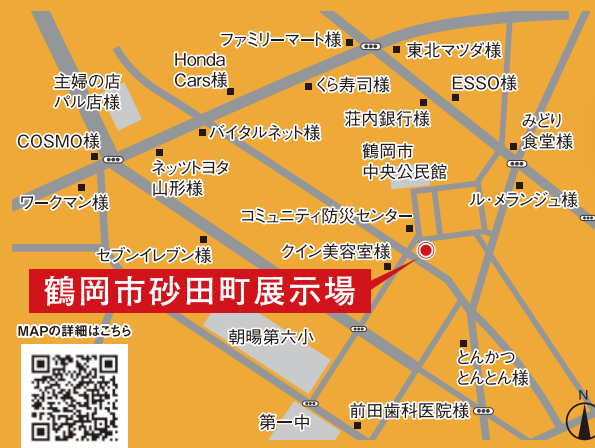 ファミリーマート様
東北マツダ様
Honda
Cars様
くら寿司様
ESSO様
主婦の店
パル店様
荘内銀行様
みどり
食堂様
COSMO様
バイタルネット様
鶴岡市
中央公民館
ネッツトヨタ
山形様
ワークマン様
ル・メランジュ様
コミュニティ防災センター
セブンイレブン様
クイン美容室様
鶴岡市砂田町展示場
MAPの詳細はこちら
朝暘第六小
とんかつ
とんとん様
第一中
前田歯科医院様
N